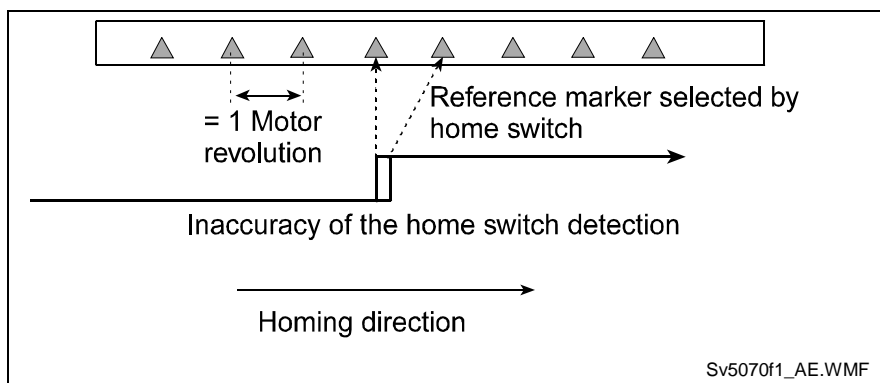 Reference marker selected by
home switch
= 1 Motor
revolution
Inaccuracy of the home switch detection
Homing direction
Sv5070f1_AE.WMF